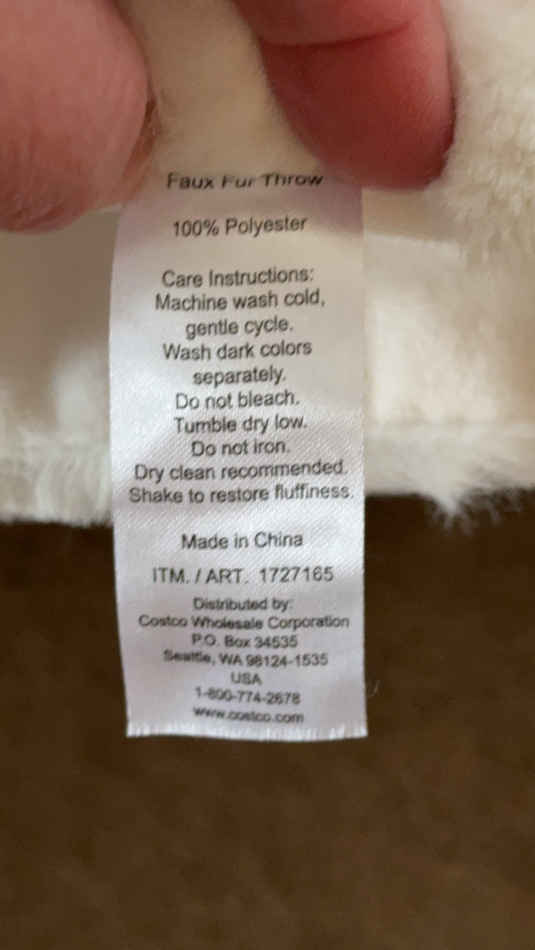 Faux Fur Throw
100% Polyester
Care Instructions:
Machine wash cold,
gentle cycle.
Wash dark colors
separately.
Do not bleach.
Tumble dry low.
Do not iron.
Dry clean recommended.
Shake to restore fluffiness.
Made in China
ITM. / ART. 1727165
Distributed by:
Costco Wholesale Corporation
P.O. Box 34535
Seattle, WA 98124-1535
USA
1-800-774-2678
www.costco.com